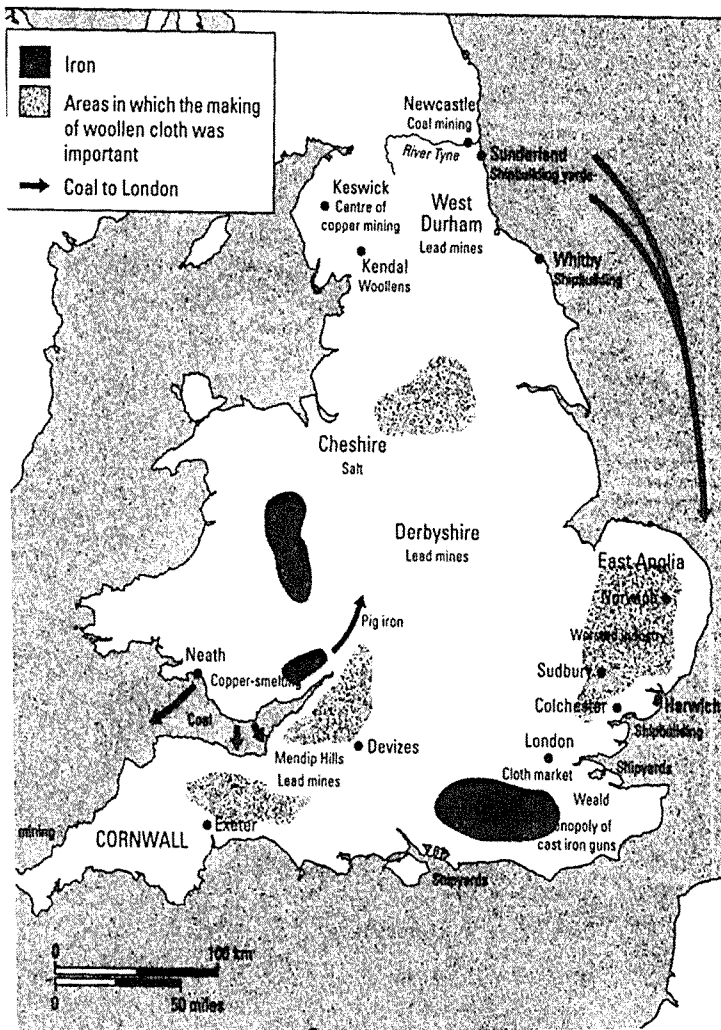 Iron
Areas in which the making
of woollen cloth was
important
Coal to London
Newcastle
Coal mining
River Tyne
Sunderland
Shipbuilding yards
Keswick
Centre of
copper mining
West
Durham
Lead mines
Kendal
Woollens
Whitby
Shipbuilding
Cheshire
Salt
Derbyshire
Lead mines
East Anglia
Norwich
Worsted industry
Pig iron
Neath
Copper-smelting
Sudbury
Coal
Colchester
Harwich
Shipbuilding
Mendip Hills
Lead mines
Devizes
London
Cloth market
Shipyards
Weald
enopoly of
cast iron guns
mining
CORNWALL
Exeter
Shipyards
0 100 km
0 50 miles